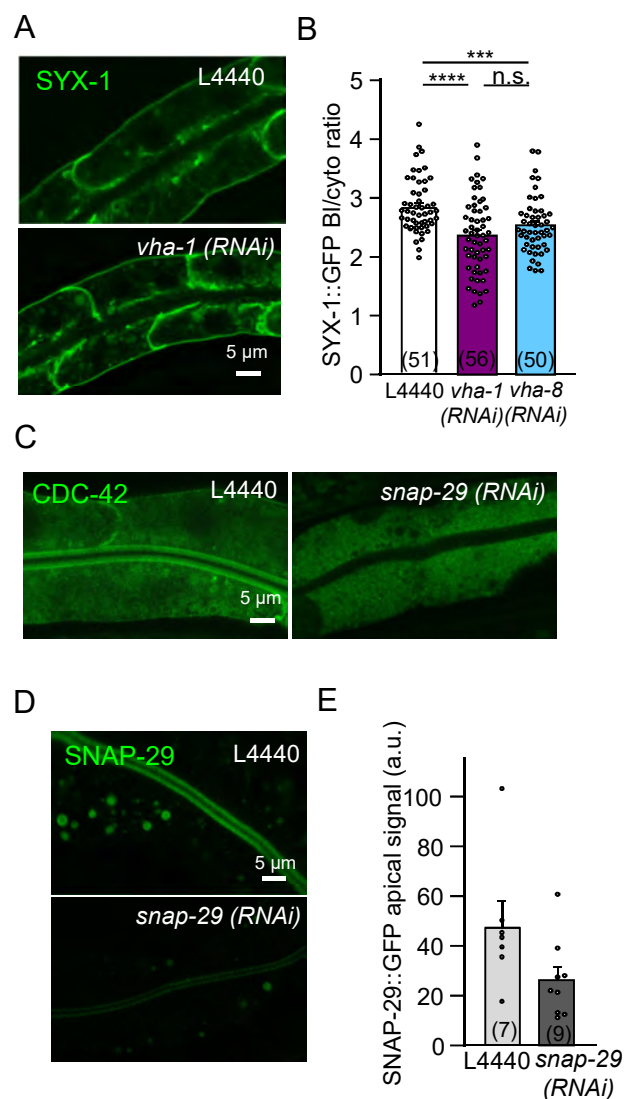 A
SYX-1 L4440
vha-1 (RNAi)
5 µm
B
*** 
**** n.s.
SYX-1::GFP Bl/cyto ratio
5
4
3
2
1
0
(51) (56) (50)
L4440 vha-1 vha-8
(RNAi) (RNAi)
C
CDC-42 L4440
5 µm
snap-29 (RNAi)
D
SNAP-29 L4440
5 µm
snap-29 (RNAi)
E
SNAP-29::GFP apical signal (a.u.)
100
80
60
40
20
0
(7) (9)
L4440 snap-29
(RNAi)